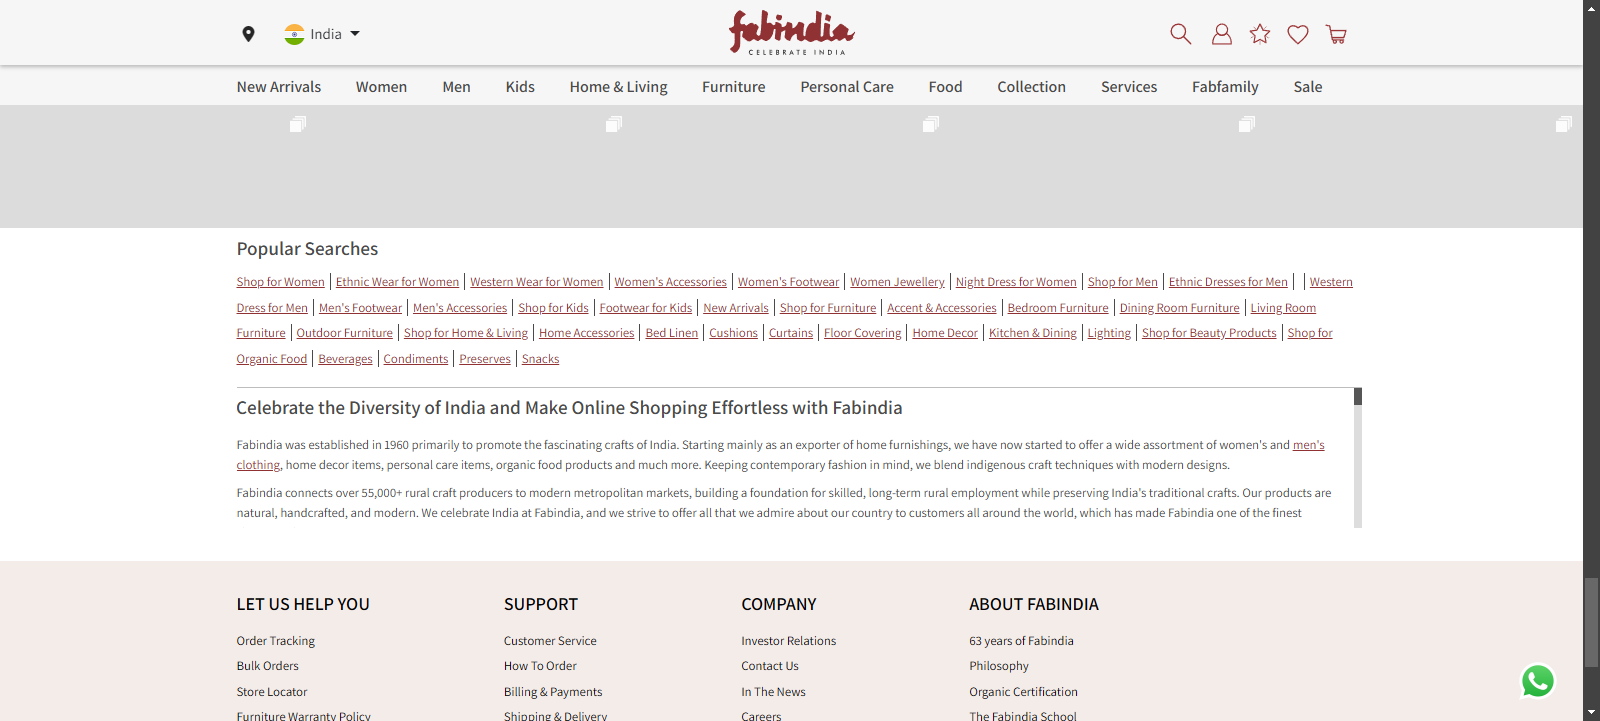 India
fabindia
CELEBRATE INDIA
New Arrivals Women Men Kids Home & Living Furniture Personal Care Food Collection Services Fabfamily Sale
Popular Searches
Shop for Women | Ethnic Wear for Women | Western Wear for Women | Women's Accessories | Women's Footwear | Women Jewellery | Night Dress for Women | Shop for Men | Ethnic Dresses for Men | | Western
Dress for Men | Men's Footwear | Men's Accessories | Shop for Kids | Footwear for Kids | New Arrivals | Shop for Furniture | Accent & Accessories | Bedroom Furniture | Dining Room Furniture | Living Room
Furniture | Outdoor Furniture | Shop for Home & Living | Home Accessories | Bed Linen | Cushions | Curtains | Floor Covering | Home Decor | Kitchen & Dining | Lighting | Shop for Beauty Products | Shop for
Organic Food | Beverages | Condiments | Preserves | Snacks
Celebrate the Diversity of India and Make Online Shopping Effortless with Fabindia
Fabindia was established in 1960 primarily to promote the fascinating crafts of India. Starting mainly as an exporter of home furnishings, we have now started to offer a wide assortment of women's and men's
clothing, home decor items, personal care items, organic food products and much more. Keeping contemporary fashion in mind, we blend indigenous craft techniques with modern designs.
Fabindia connects over 55,000+ rural craft producers to modern metropolitan markets, building a foundation for skilled, long-term rural employment while preserving India's traditional crafts. Our products are
natural, handcrafted, and modern. We celebrate India at Fabindia, and we strive to offer all that we admire about our country to customers all around the world, which has made Fabindia one of the finest
LET US HELP YOU
Order Tracking
Bulk Orders
Store Locator
Furniture Warranty Policy
SUPPORT
Customer Service
How To Order
Billing & Payments
Shipping & Delivery
COMPANY
Investor Relations
Contact Us
In The News
Careers
ABOUT FABINDIA
63 years of Fabindia
Philosophy
Organic Certification
The Fabindia School